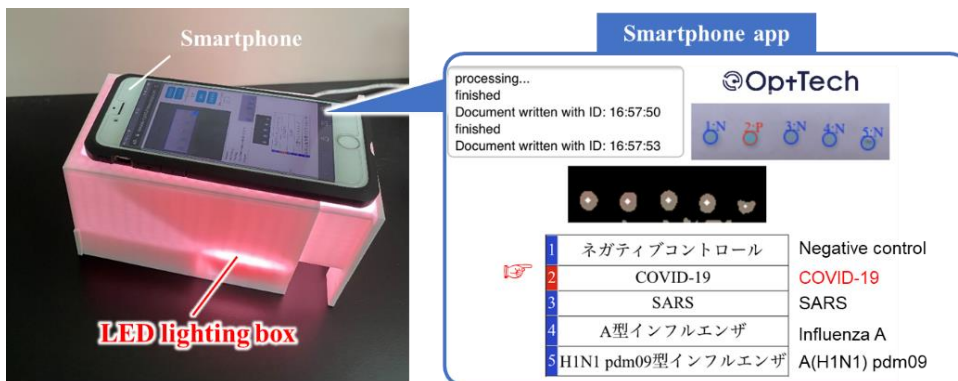 Smartphone
LED lighting box
Smartphone app
processing...
finished
Document written with ID: 16:57:50
finished
Document written with ID: 16:57:53
OptTech
1:N 2:P 3:N 4:N 5:N
1 ネガティブコントロール Negative control
2 COVID-19 COVID-19
3 SARS SARS
4 A型インフルエンザ Influenza A
5 H1N1 pdm09型インフルエンザ A(H1N1) pdm09